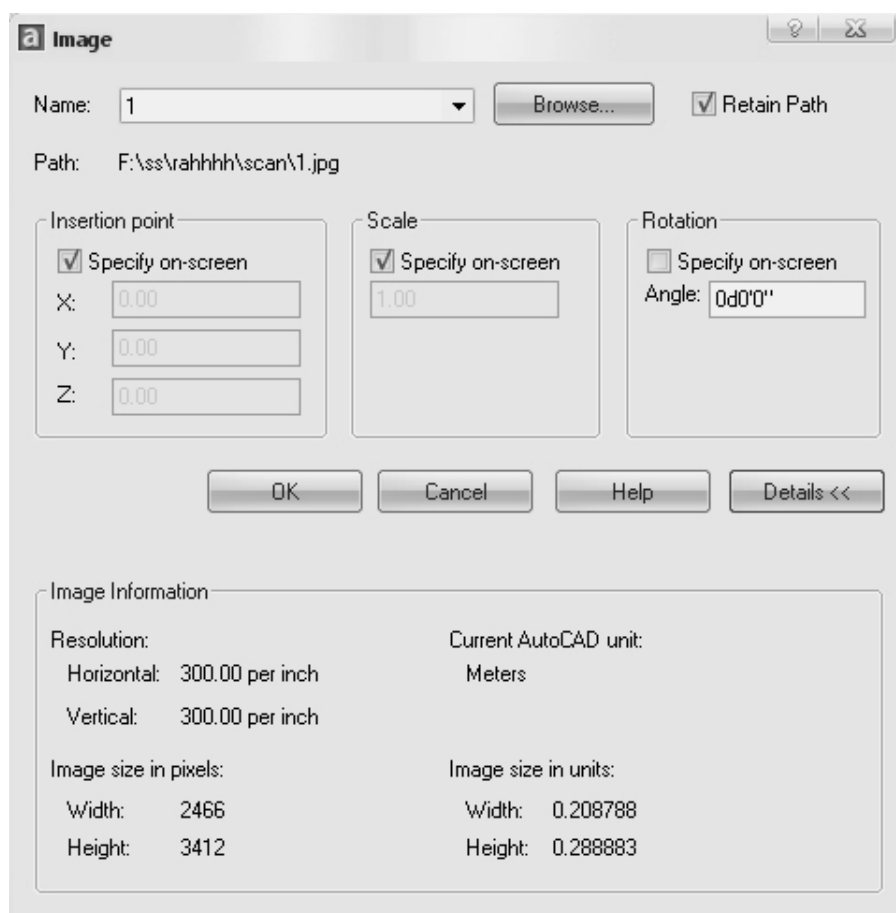 a Image
Name: 1 Browse... Retain Path
Path: F:\ss\rahhhh\scan\1.jpg
Insertion point Scale Rotation
Specify on-screen Specify on-screen Specify on-screen
X: 0.00 1.00 Angle: 0d0'0"
Y: 0.00
Z: 0.00
OK Cancel Help Details <<
Image Information
Resolution: Current AutoCAD unit:
Horizontal: 300.00 per inch Meters
Vertical: 300.00 per inch
Image size in pixels: Image size in units:
Width: 2466 Width: 0.208788
Height: 3412 Height: 0.288883